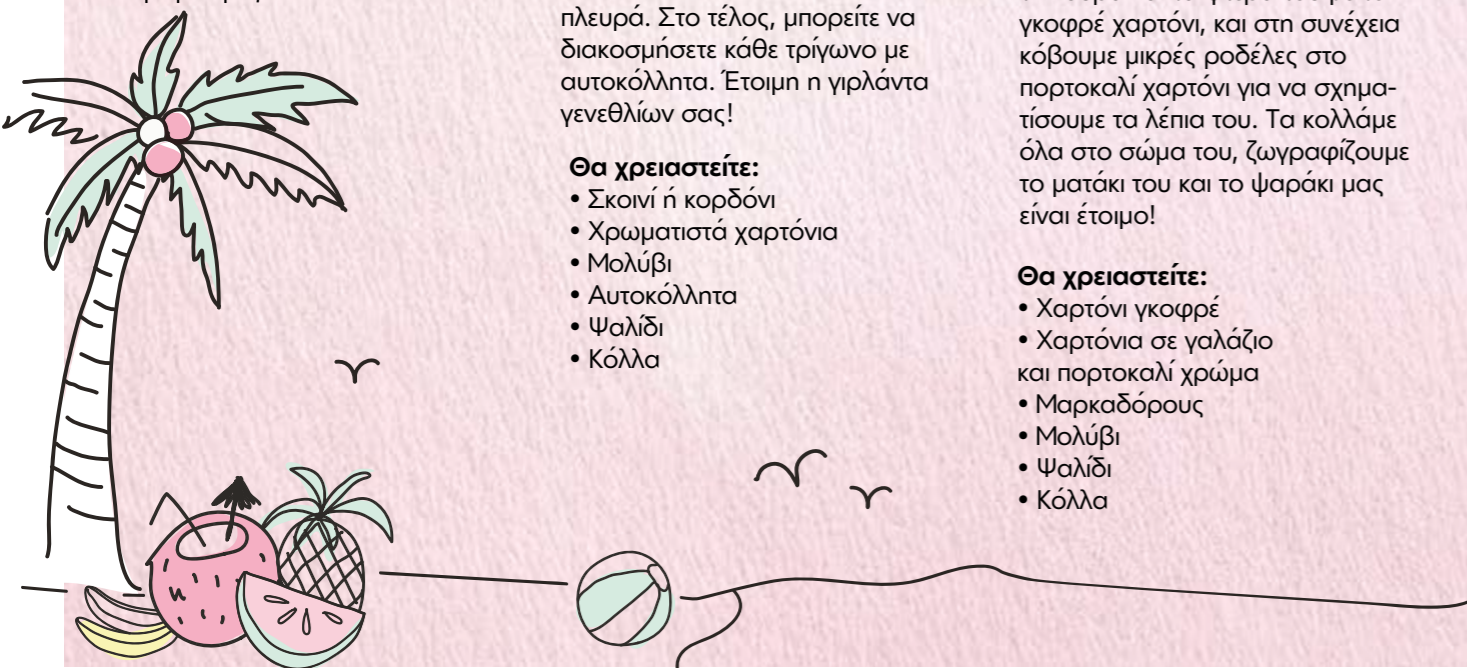 πλευρά. Στο τέλος, μπορείτε να
διακοσμήσετε κάθε τρίγωνο με
αυτοκόλλητα. Έτοιμη η γιρλάντα
γενεθλίων σας!
Θα χρειαστείτε:
• Σκοινί ή κορδόνι
• Χρωματιστά χαρτόνια
• Μολύβι
• Αυτοκόλλητα
• Ψαλίδι
• Κόλλα
γκοφρέ χαρτόνι, και στη συνέχεια
κόβουμε μικρές ροδέλες στο
πορτοκαλί χαρτόνι για να σχημα-
τίσουμε τα λέπια του. Τα κολλάμε
όλα στο σώμα του, ζωγραφίζουμε
το ματάκι του και το ψαράκι μας
είναι έτοιμο!
Θα χρειαστείτε:
• Χαρτόνι γκοφρέ
• Χαρτόνια σε γαλάζιο
και πορτοκαλί χρώμα
• Μαρκαδόρους
• Μολύβι
• Ψαλίδι
• Κόλλα